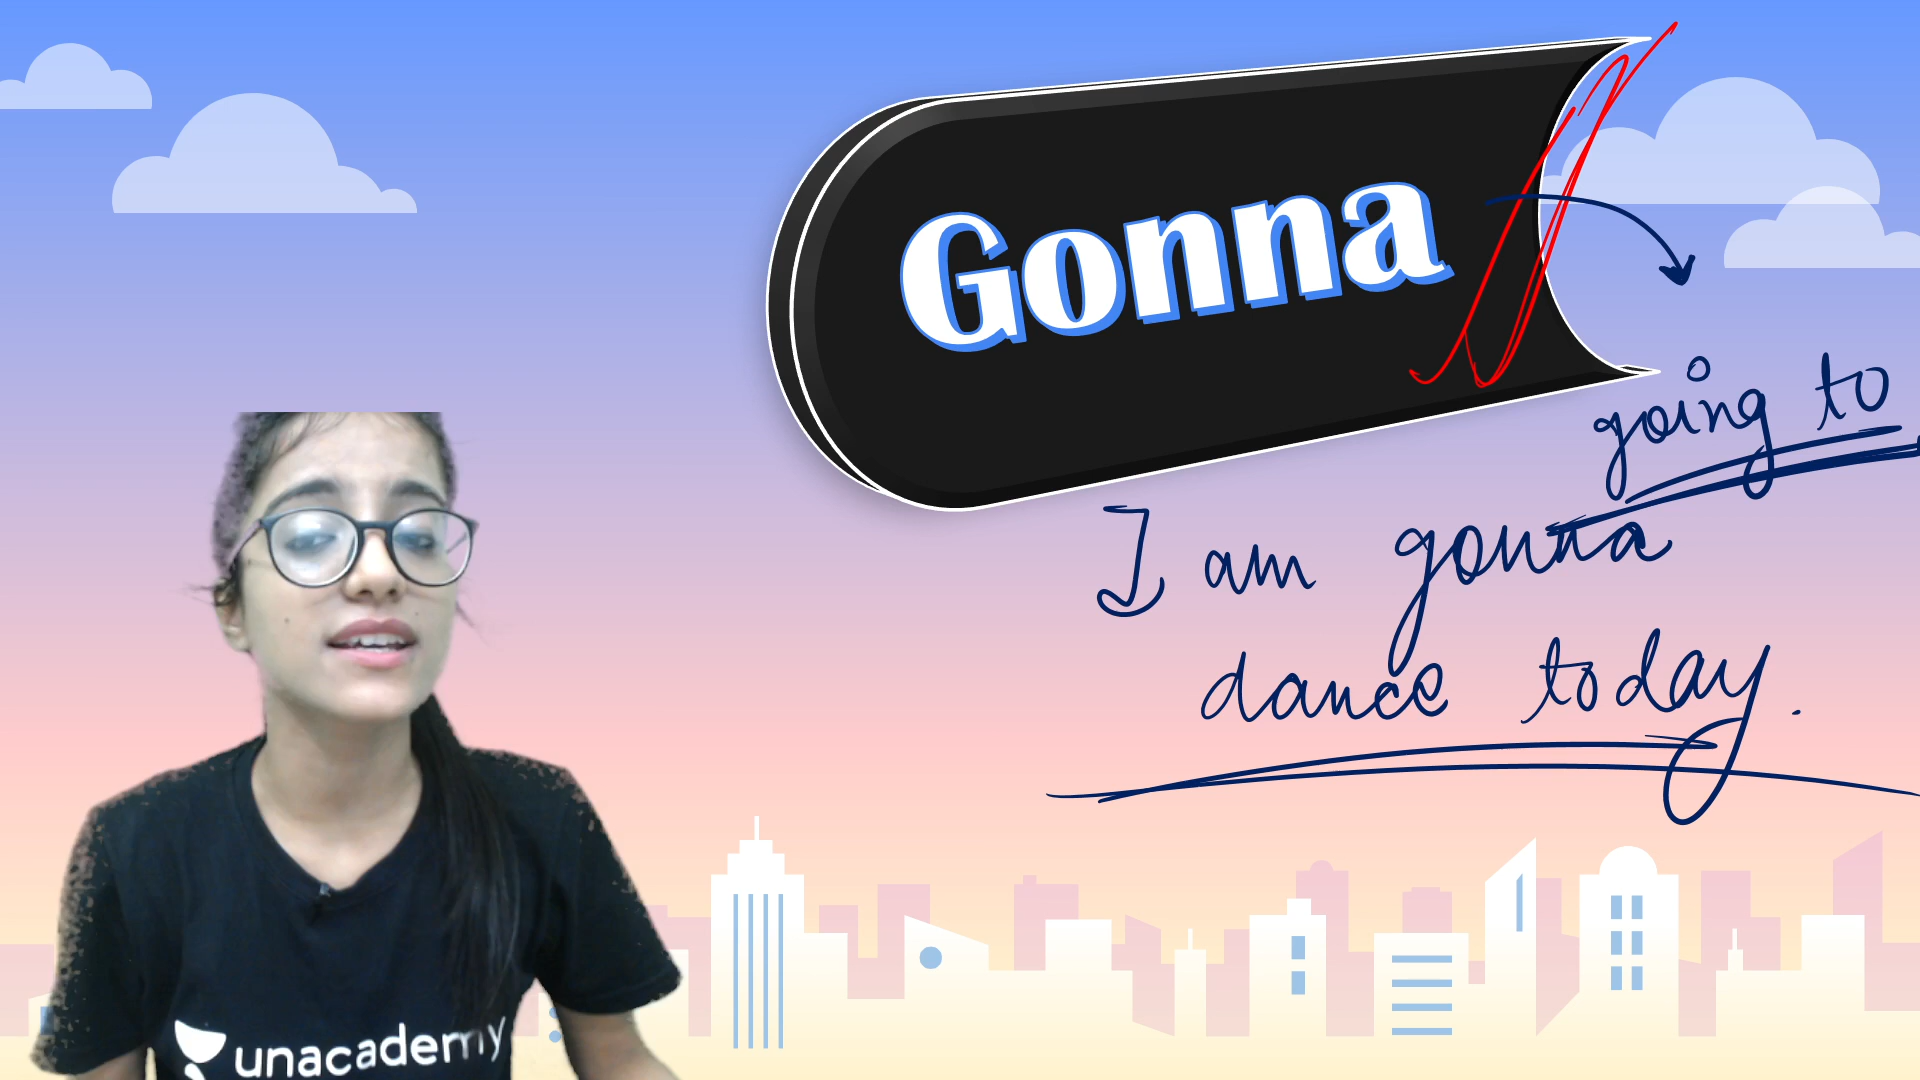 Gonna
going to
I am gonna
dance today.
unacademy